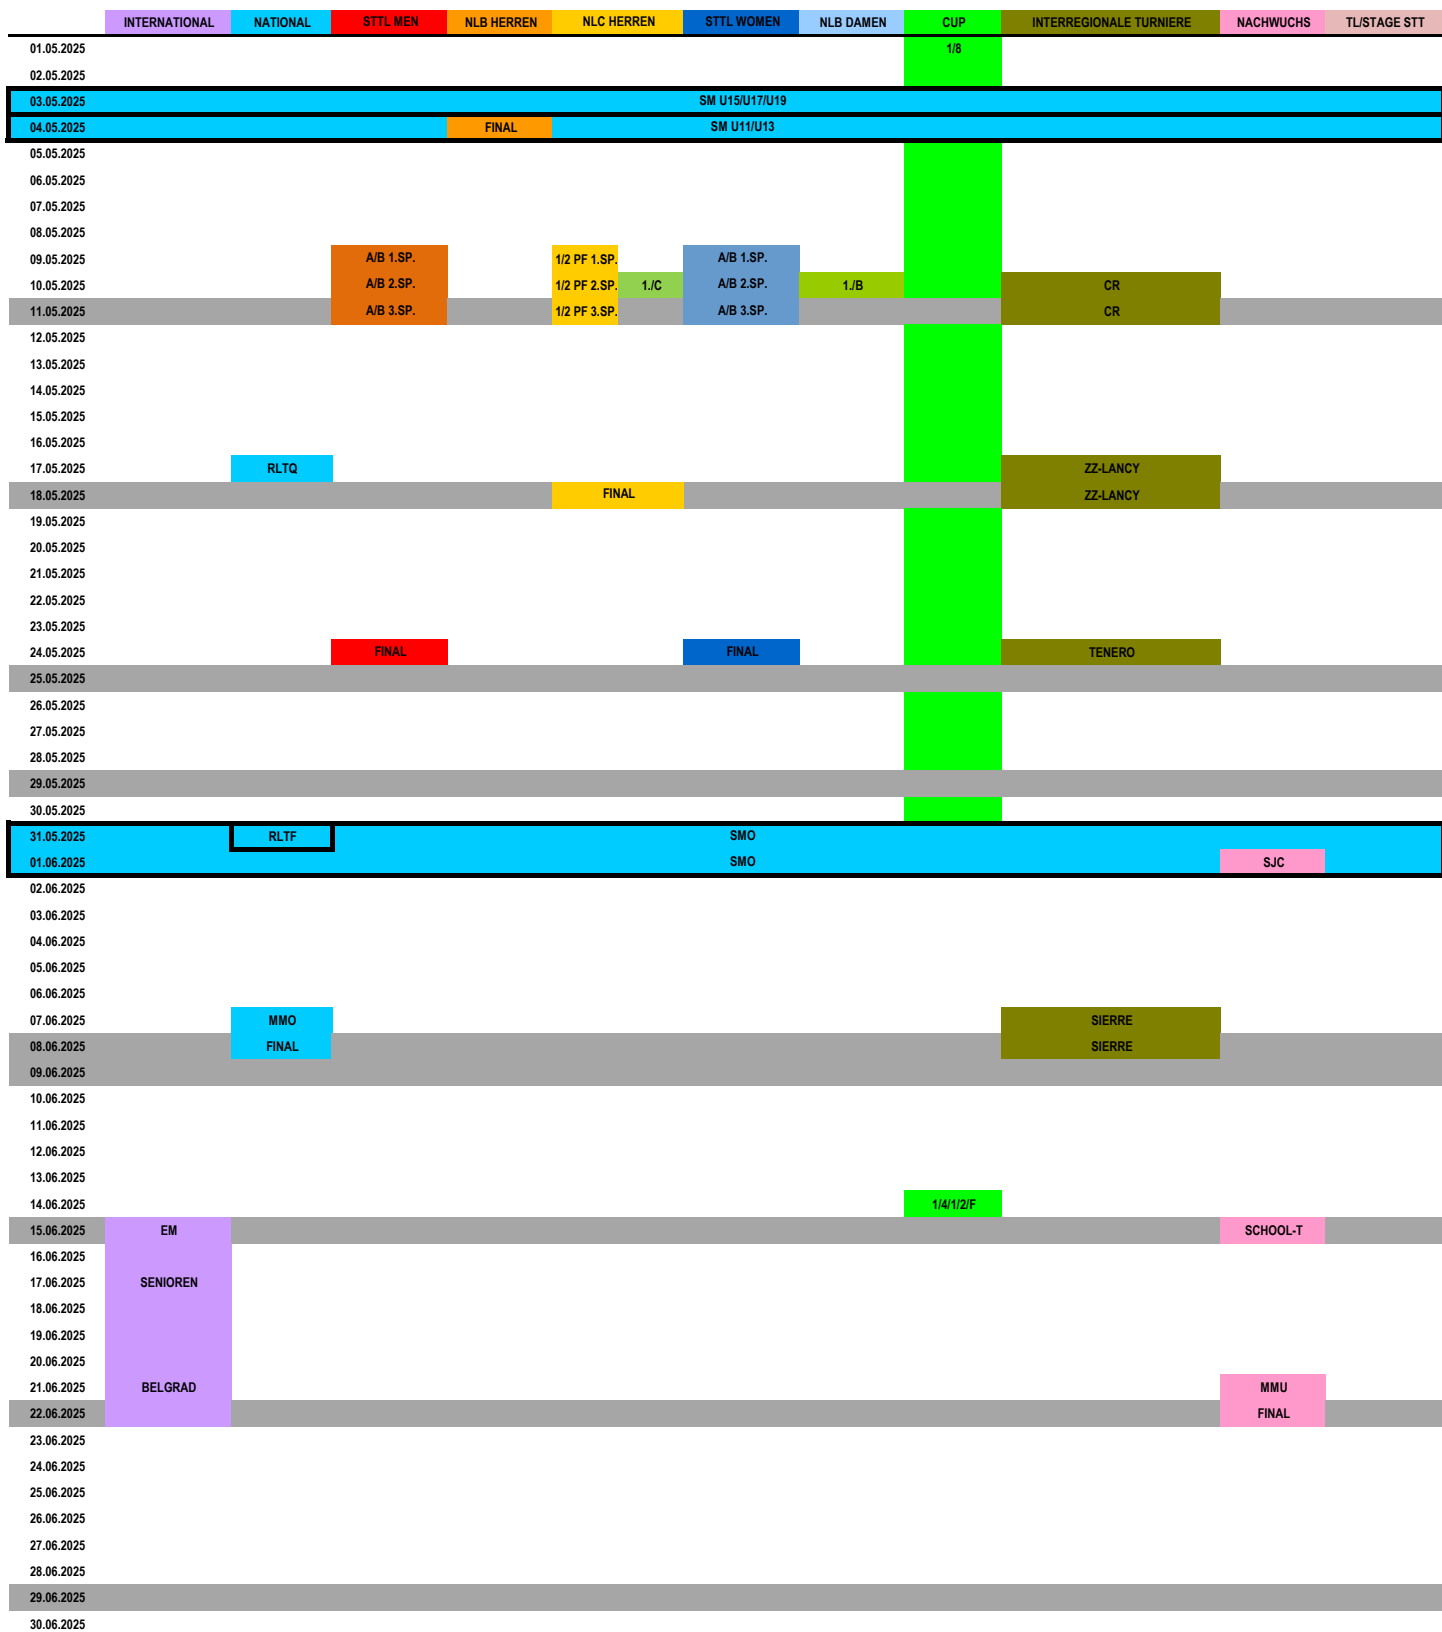 INTERNATIONAL NATIONAL STTL MEN NLB HERREN NLC HERREN STTL WOMEN NLB DAMEN CUP INTERREGIONALE TURNIERE NACHWUCHS TL/STAGE STT
01.05.2025 1/8
02.05.2025
03.05.2025 SM U15/U17/U19
04.05.2025 FINAL SM U11/U13
05.05.2025
06.05.2025
07.05.2025
08.05.2025
09.05.2025 A/B 1.SP. 1/2 PF 1.SP. A/B 1.SP.
10.05.2025 A/B 2.SP. 1/2 PF 2.SP. 1./C A/B 2.SP. 1./B CR
11.05.2025 A/B 3.SP. 1/2 PF 3.SP. A/B 3.SP. CR
12.05.2025
13.05.2025
14.05.2025
15.05.2025
16.05.2025
17.05.2025 RLTQ ZZ-LANCY
18.05.2025 FINAL ZZ-LANCY
19.05.2025
20.05.2025
21.05.2025
22.05.2025
23.05.2025
24.05.2025 FINAL FINAL TENERO
25.05.2025
26.05.2025
27.05.2025
28.05.2025
29.05.2025
30.05.2025
31.05.2025 RLTF SMO
01.06.2025 SMO SJC
02.06.2025
03.06.2025
04.06.2025
05.06.2025
06.06.2025
07.06.2025 MMO SIERRE
08.06.2025 FINAL SIERRE
09.06.2025
10.06.2025
11.06.2025
12.06.2025
13.06.2025
14.06.2025 1/4/1/2/F
15.06.2025 EM SCHOOL-T
16.06.2025
17.06.2025 SENIOREN
18.06.2025
19.06.2025
20.06.2025
21.06.2025 BELGRAD MMU
22.06.2025 FINAL
23.06.2025
24.06.2025
25.06.2025
26.06.2025
27.06.2025
28.06.2025
29.06.2025
30.06.2025